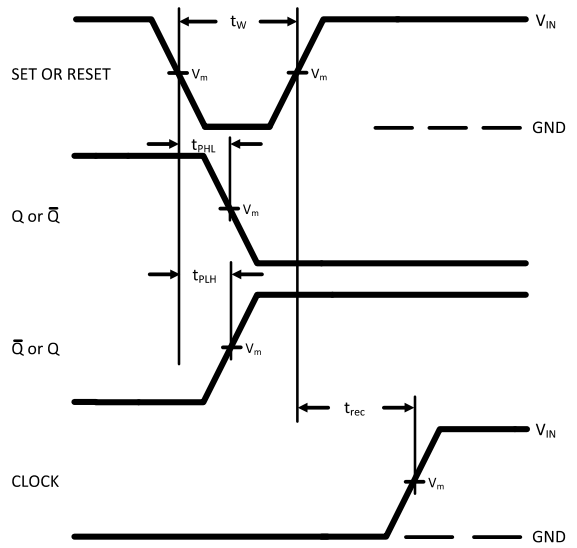 t_W
V_IN
SET OR RESET
V_m
V_m
GND
t_PHL
Q or Q̅
V_m
t_PLH
Q̅ or Q
V_m
t_rec
V_IN
CLOCK
V_m
GND